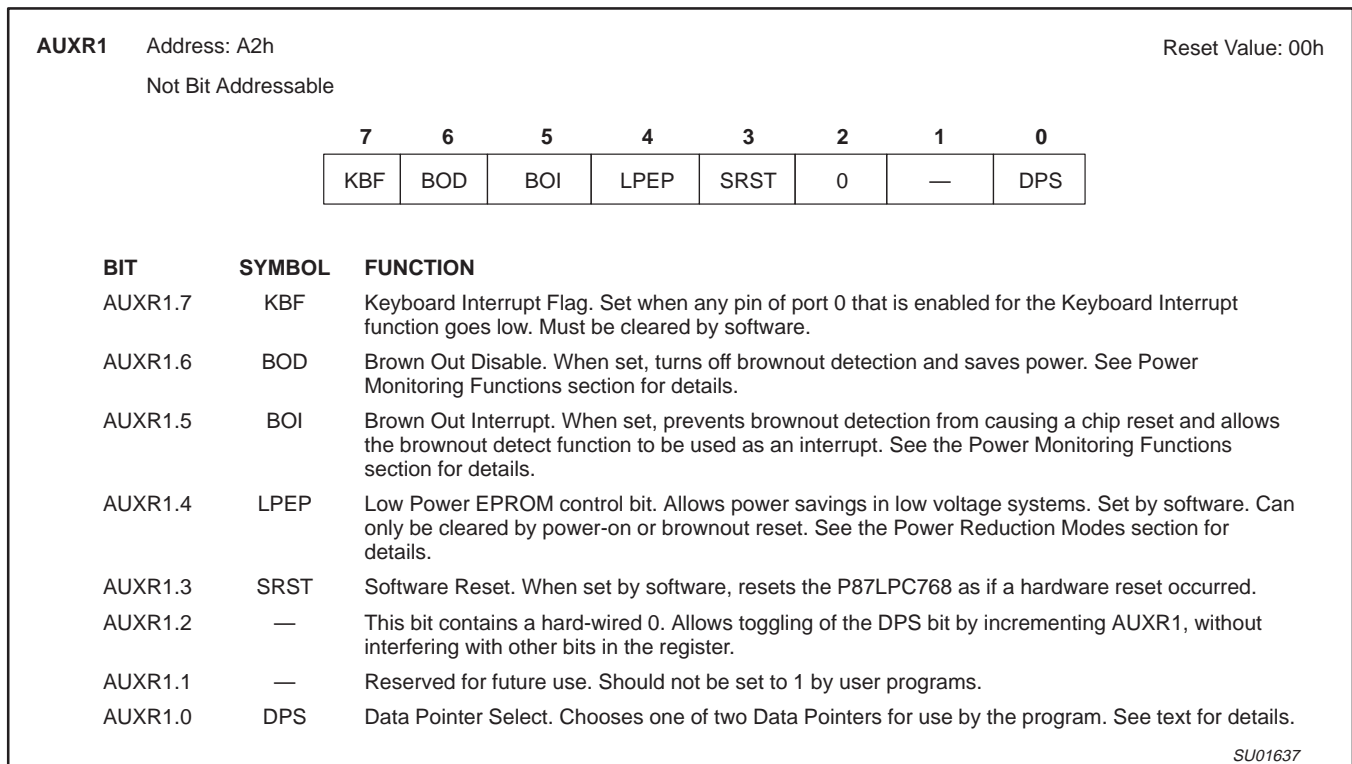 AUXR1 Address: A2h Reset Value: 00h
Not Bit Addressable
7 6 5 4 3 2 1 0
KBF BOD BOI LPEP SRST 0 — DPS
BIT SYMBOL FUNCTION
AUXR1.7 KBF Keyboard Interrupt Flag. Set when any pin of port 0 that is enabled for the Keyboard Interrupt
function goes low. Must be cleared by software.
AUXR1.6 BOD Brown Out Disable. When set, turns off brownout detection and saves power. See Power
Monitoring Functions section for details.
AUXR1.5 BOI Brown Out Interrupt. When set, prevents brownout detection from causing a chip reset and allows
the brownout detect function to be used as an interrupt. See the Power Monitoring Functions
section for details.
AUXR1.4 LPEP Low Power EPROM control bit. Allows power savings in low voltage systems. Set by software. Can
only be cleared by power-on or brownout reset. See the Power Reduction Modes section for
details.
AUXR1.3 SRST Software Reset. When set by software, resets the P87LPC768 as if a hardware reset occurred.
AUXR1.2 — This bit contains a hard-wired 0. Allows toggling of the DPS bit by incrementing AUXR1, without
interfering with other bits in the register.
AUXR1.1 — Reserved for future use. Should not be set to 1 by user programs.
AUXR1.0 DPS Data Pointer Select. Chooses one of two Data Pointers for use by the program. See text for details.
SU01637